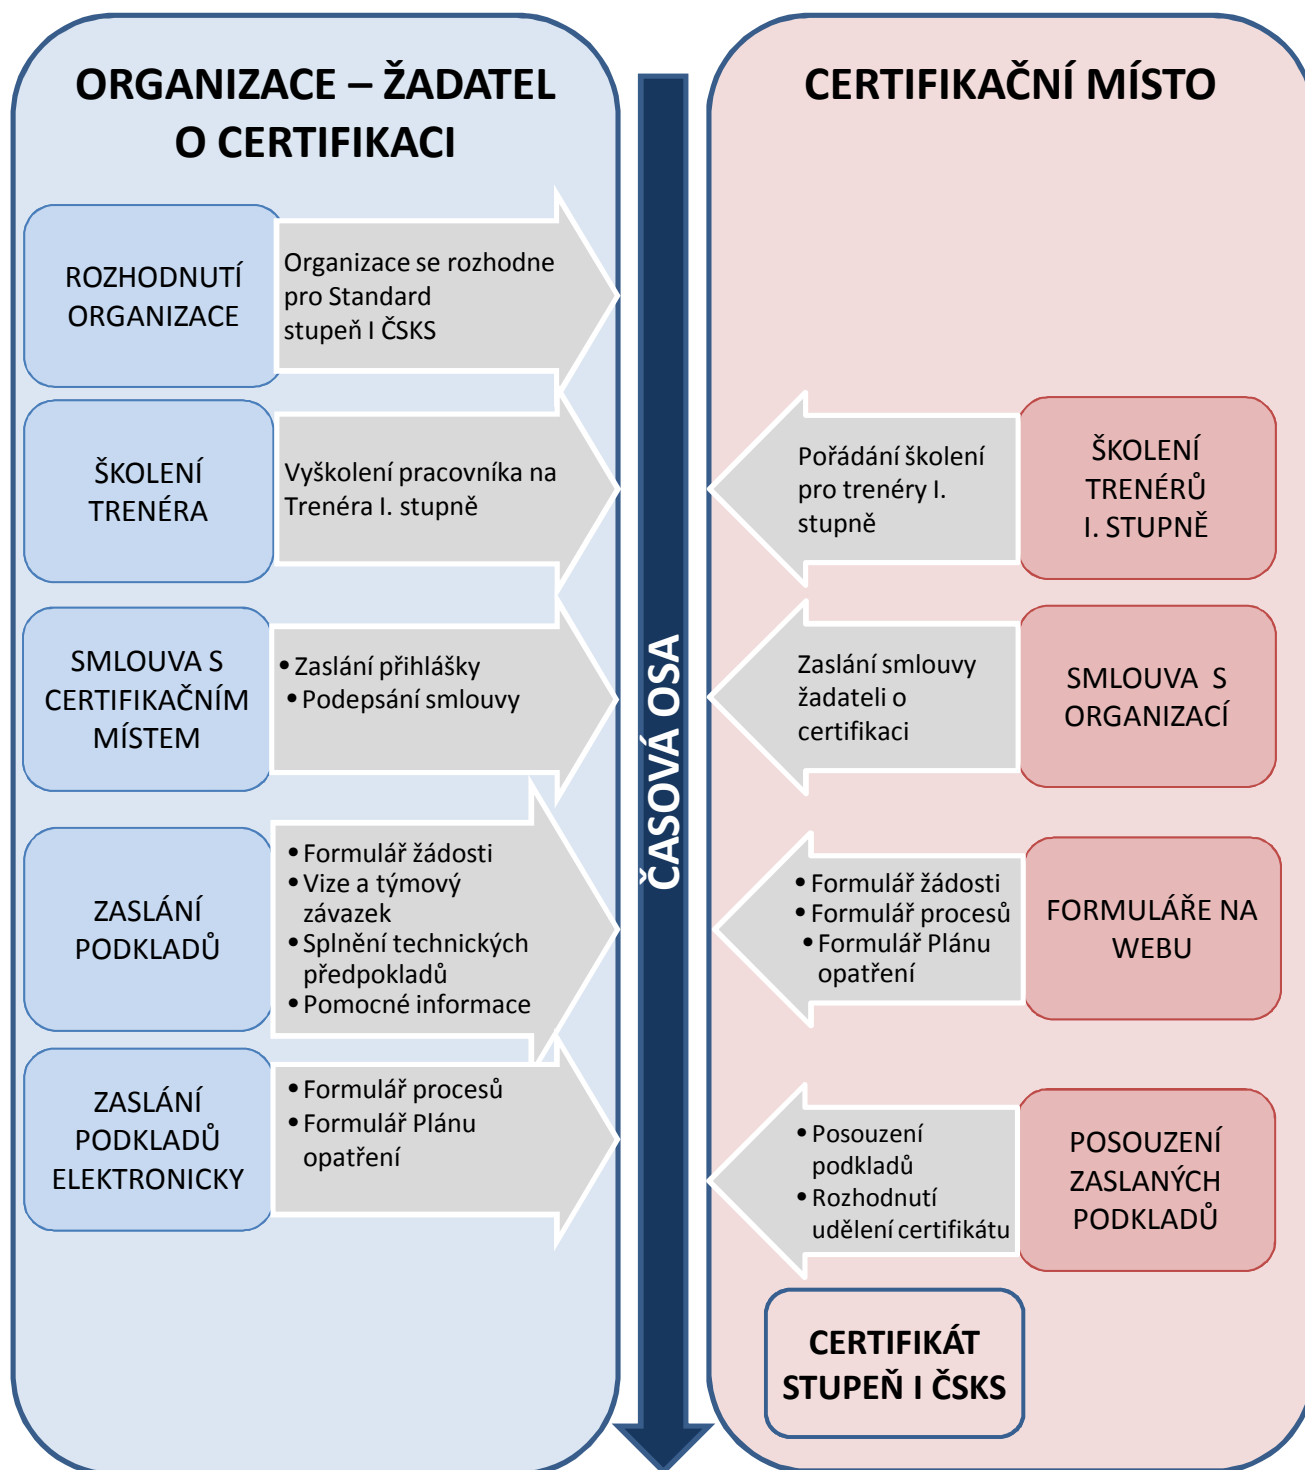 ORGANIZACE – ŽADATEL
O CERTIFIKACI
ROZHODNUTÍ
ORGANIZACE
Organizace se rozhodne
pro Standard
stupeň I ČSKS
ŠKOLENÍ
TRENÉRA
Vyškolení pracovníka na
Trenéra I. stupně
SMLOUVA S
CERTIFIKAČNÍM
MÍSTEM
• Zaslání přihlášky
• Podepsání smlouvy
ZASLÁNÍ
PODKLADŮ
• Formulář žádosti
• Vize a týmový
závazek
• Splnění technických
předpokladů
• Pomocné informace
ZASLÁNÍ
PODKLADŮ
ELEKTRONICKY
• Formulář procesů
• Formulář Plánu
opatření
ČASOVÁ OSA
CERTIFIKAČNÍ MÍSTO
Pořádání školení
pro trenéry I.
stupně
ŠKOLENÍ
TRENÉRŮ
I. STUPNĚ
Zaslání smlouvy
žadateli o
certifikaci
SMLOUVA S
ORGANIZACÍ
• Formulář žádosti
• Formulář procesů
• Formulář Plánu
opatření
FORMULÁŘE NA
WEBU
• Posouzení
podkladů
• Rozhodnutí
udělení certifikátu
POSOUZENÍ
ZASLANÝCH
PODKLADŮ
CERTIFIKÁT
STUPEŇ I ČSKS